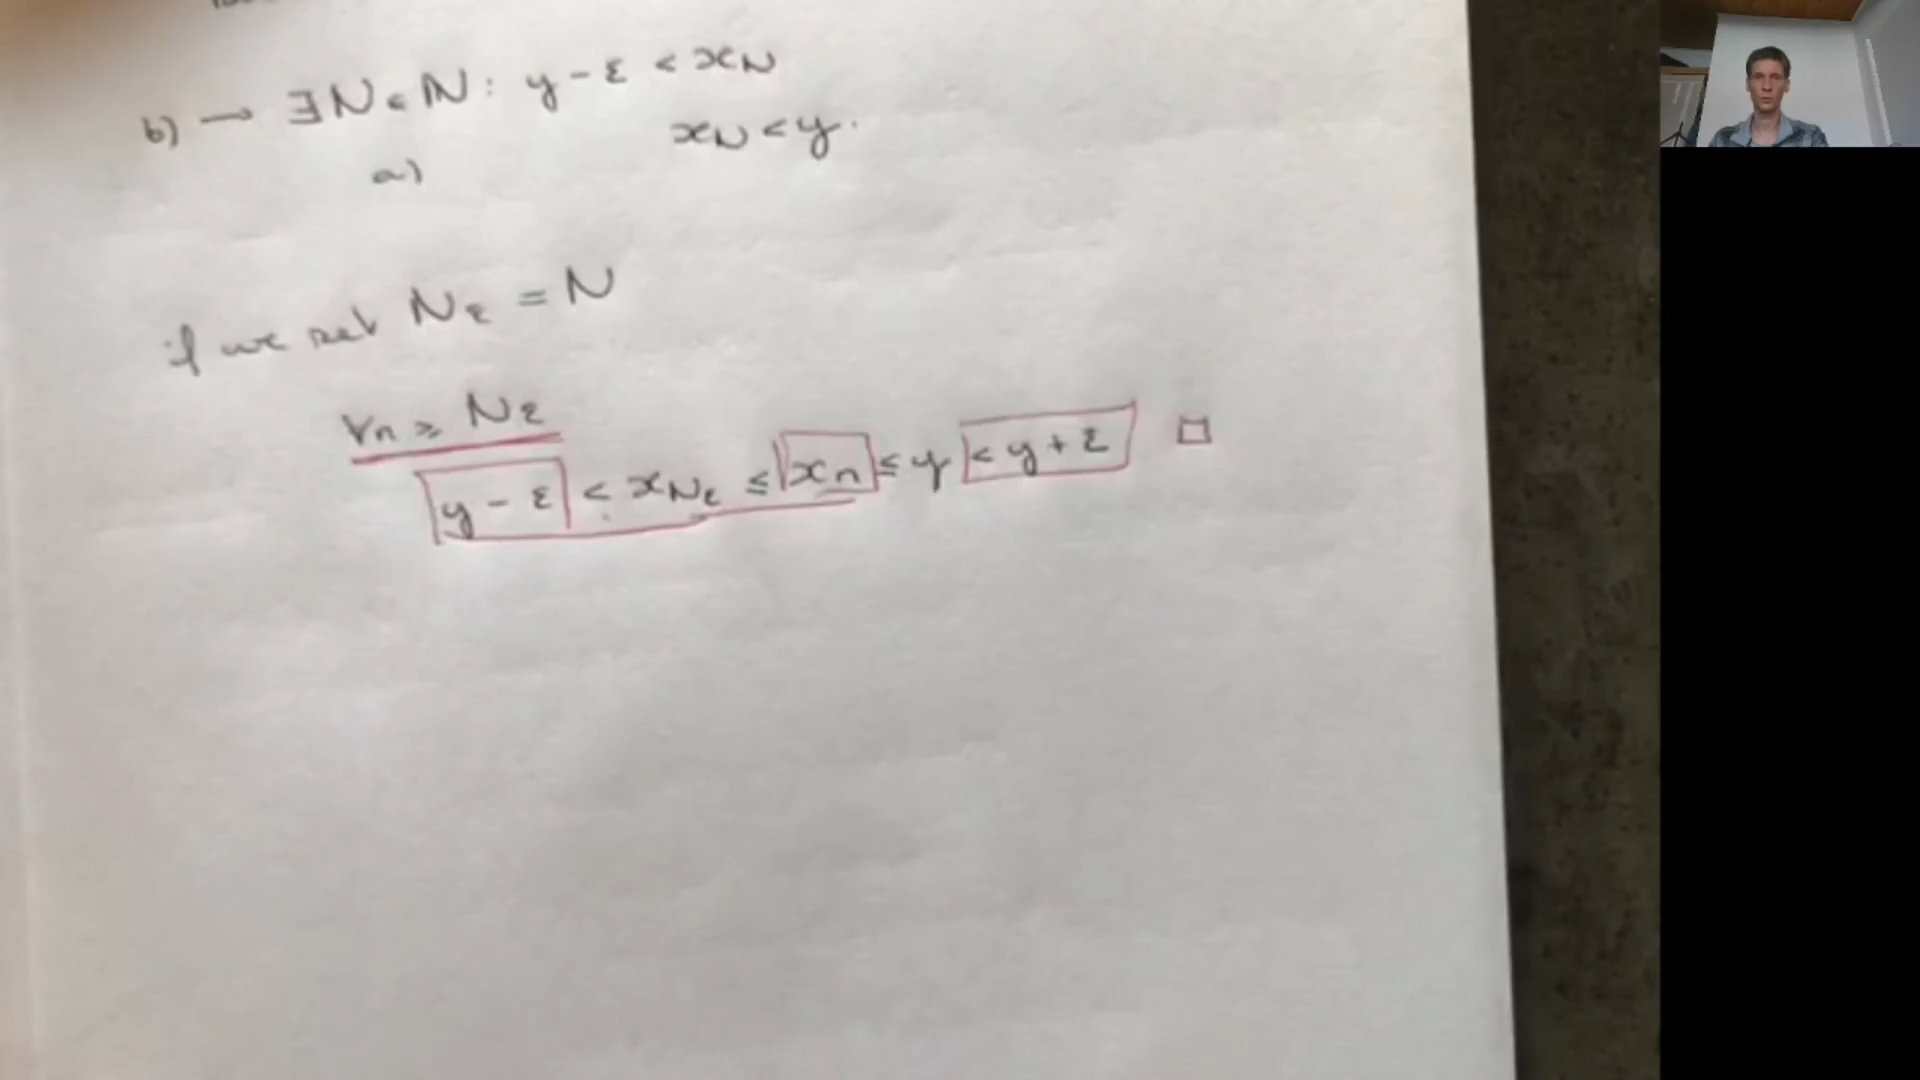 b) → ∃N∈ℕ: y - ε < x_N
x_N < y.
a)
if we set N_ε = N
∀n ≥ N_ε
y - ε < x_{N_ε} ≤ x_n ≤ y < y + ε □